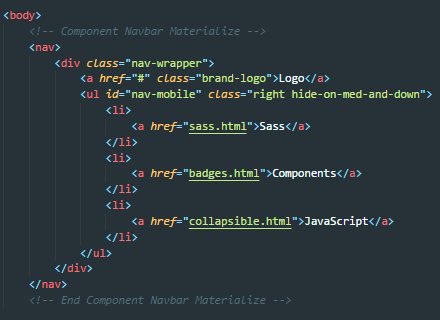 <body>
<!-- Component Navbar Materialize -->
<nav>
<div class="nav-wrapper">
<a href="#" class="brand-logo">Logo</a>
<ul id="nav-mobile" class="right hide-on-med-and-down">
<li>
<a href="sass.html">Sass</a>
</li>
<li>
<a href="badges.html">Components</a>
</li>
<li>
<a href="collapsible.html">JavaScript</a>
</li>
</ul>
</div>
</nav>
<!-- End Component Navbar Materialize -->